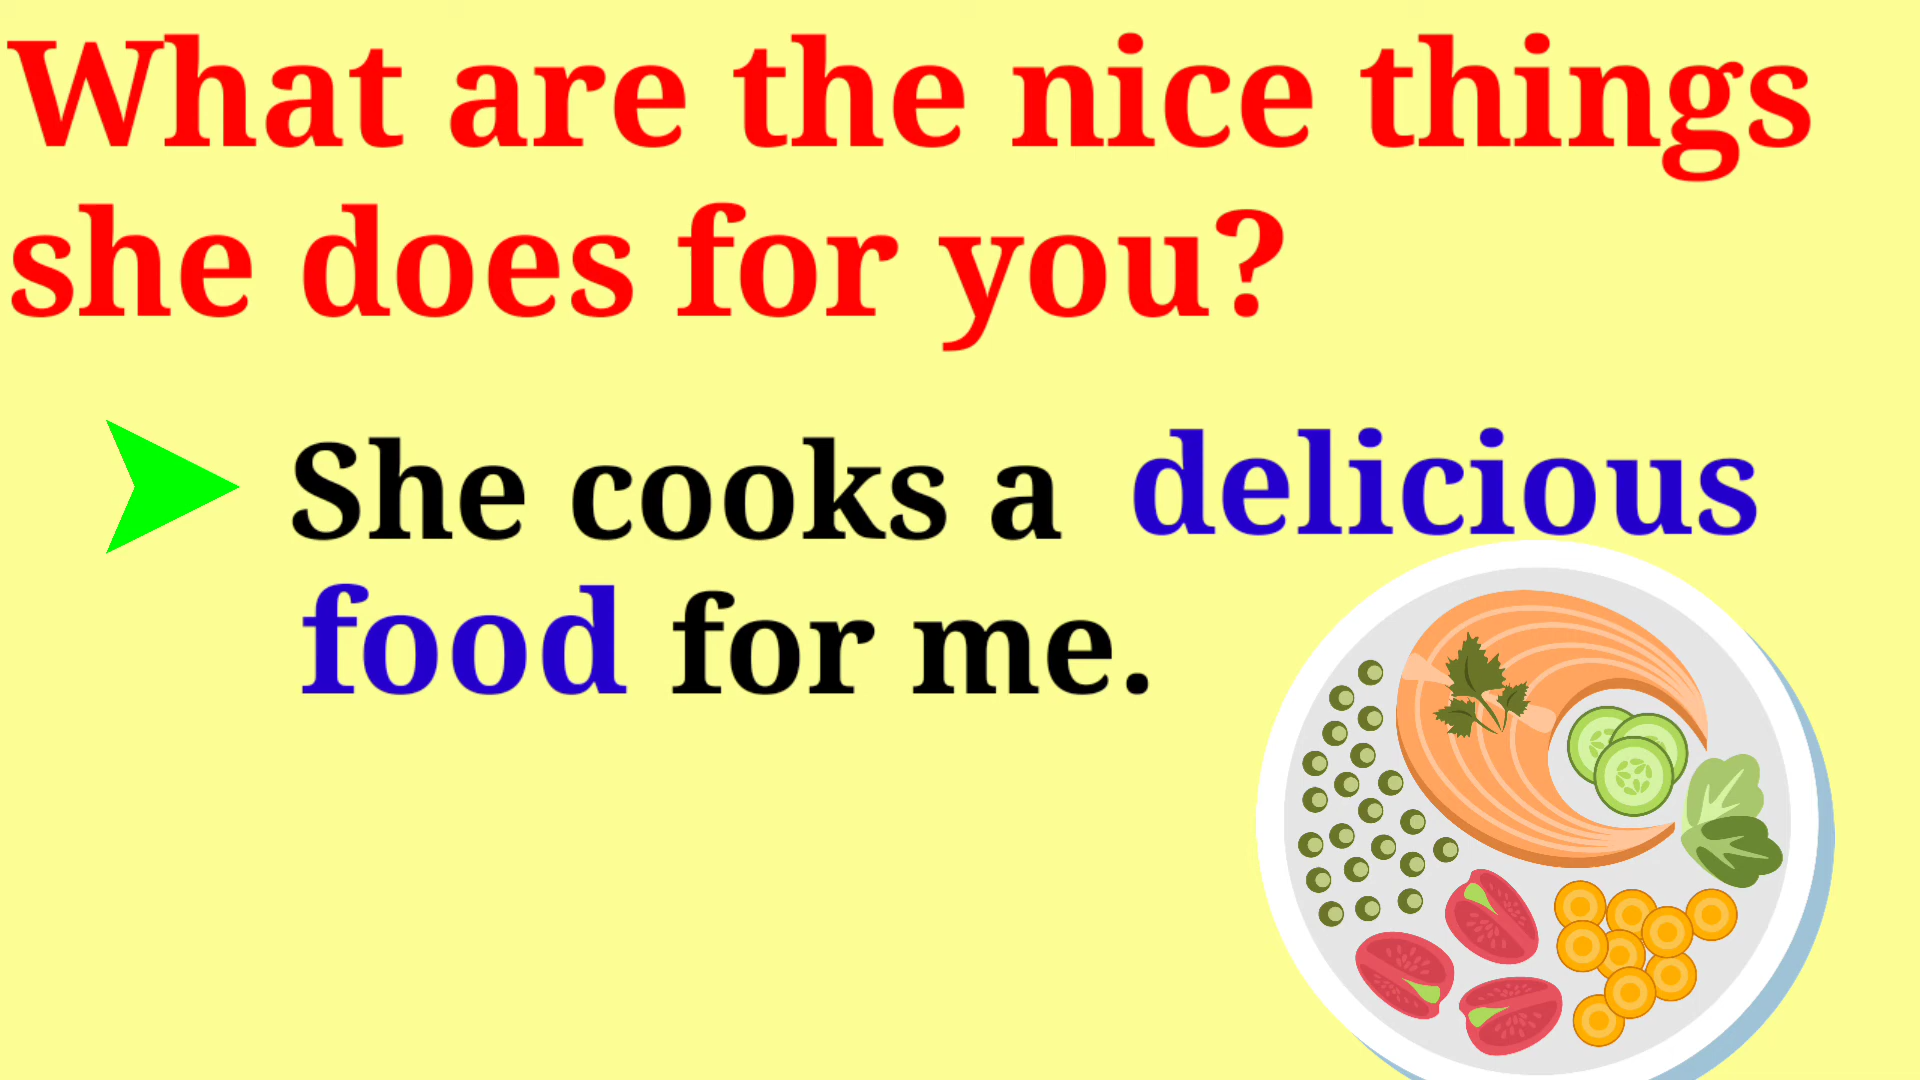 What are the nice things
she does for you?
She cooks a delicious
food for me.